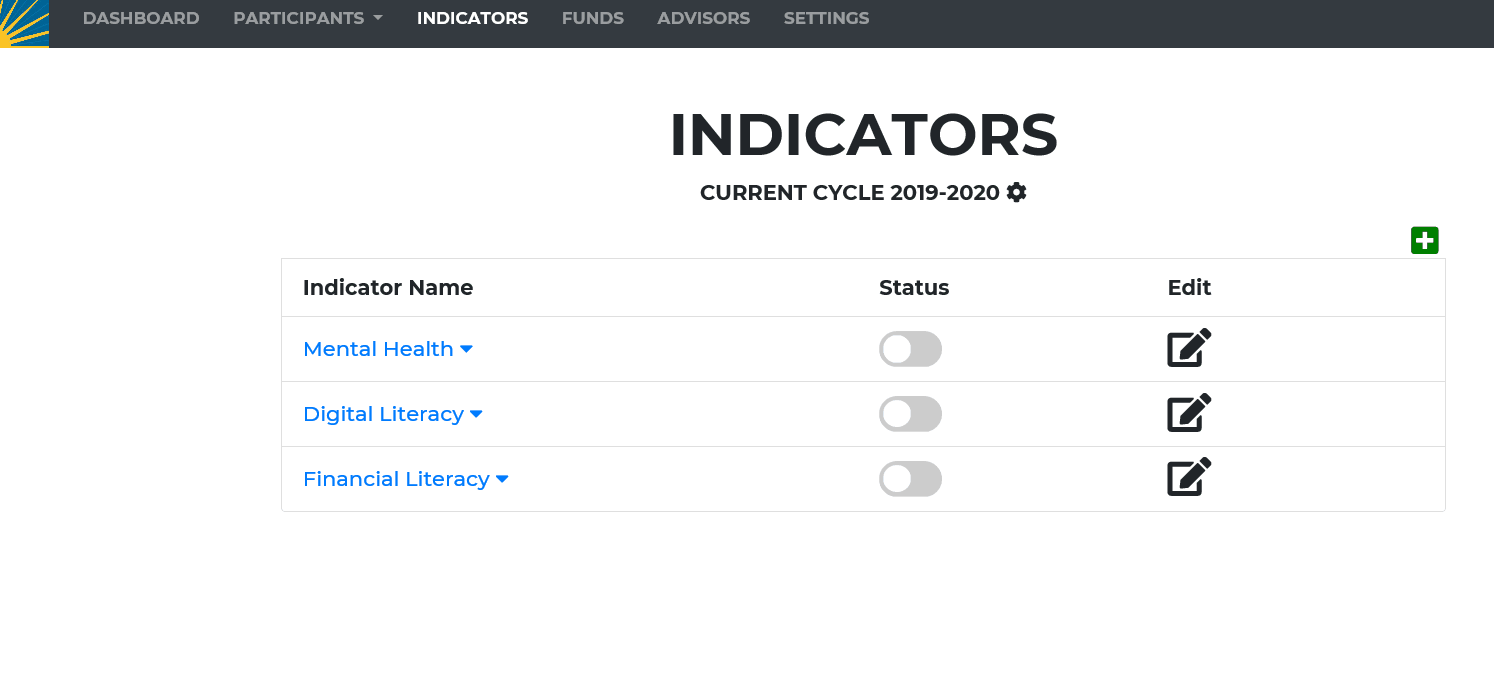 DASHBOARD PARTICIPANTS INDICATORS FUNDS ADVISORS SETTINGS
INDICATORS
CURRENT CYCLE 2019-2020
Indicator Name Status Edit
Mental Health
Digital Literacy
Financial Literacy